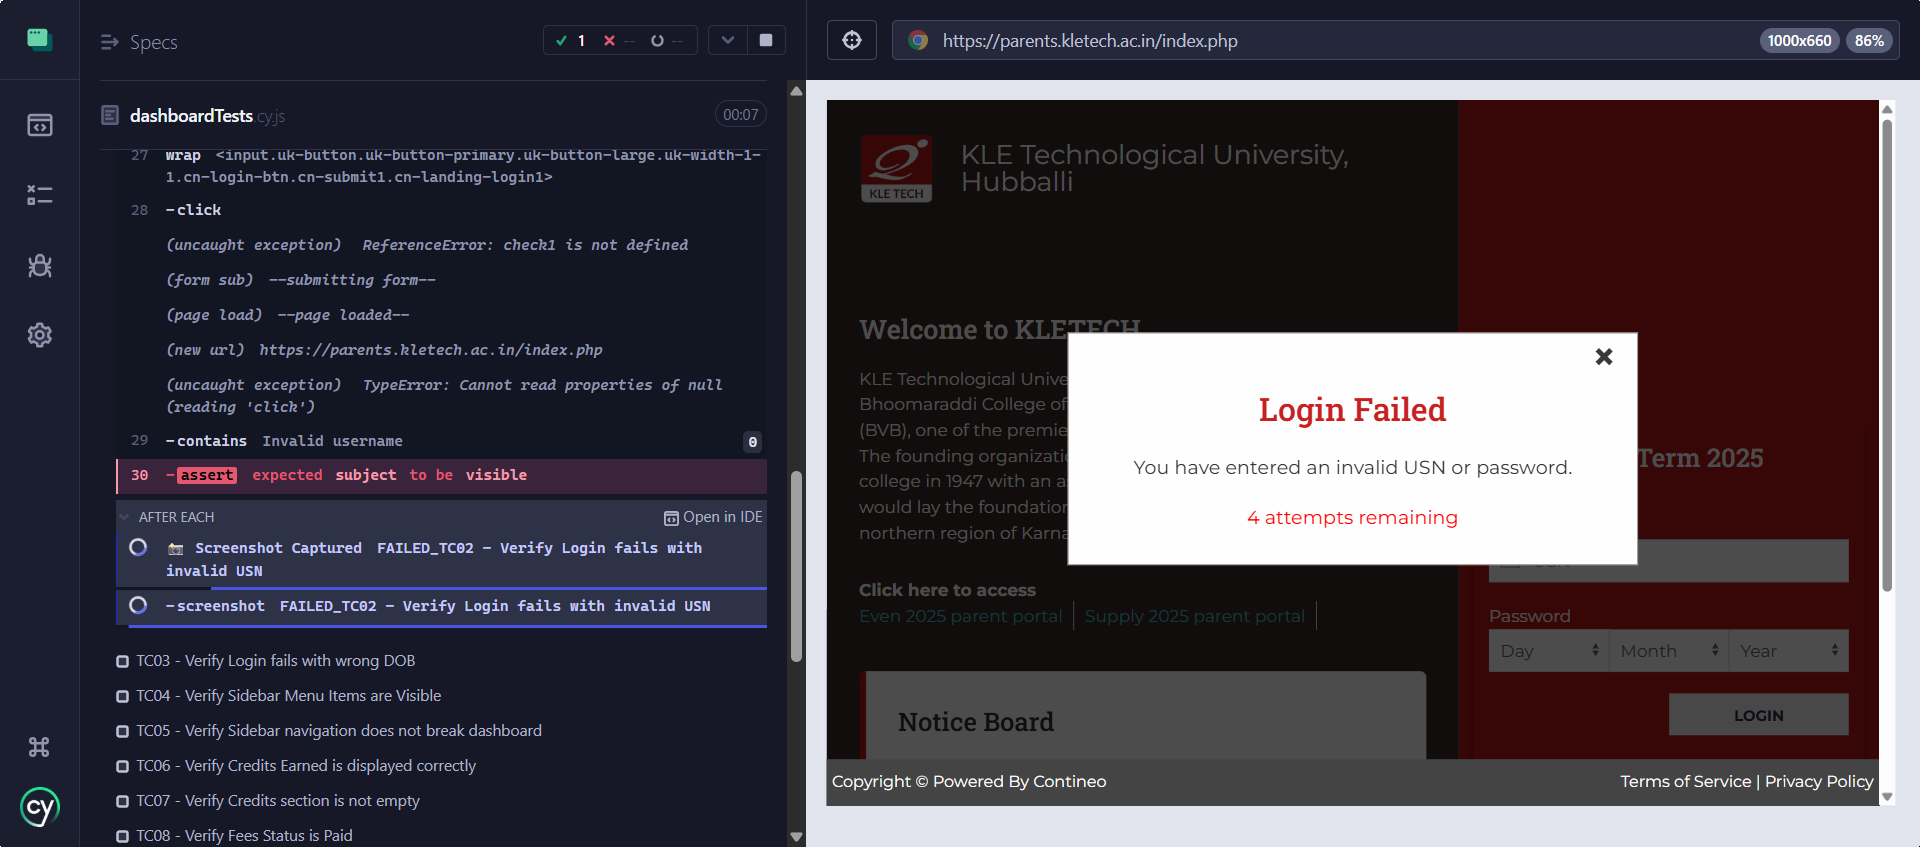 Specs
1 -- --
dashboardTests.cy.js
00:07
27 wrap <input.uk-button.uk-button-primary.uk-button-large.uk-width-1-
1.cn-login-btn.cn-submit1.cn-landing-login1>
28 -click
(uncaught exception) ReferenceError: check1 is not defined
(form sub) --submitting form--
(page load) --page loaded--
(new url) https://parents.kletech.ac.in/index.php
(uncaught exception) TypeError: Cannot read properties of null
(reading 'click')
29 -contains Invalid username 0
30 -assert expected subject to be visible
AFTER EACH
Open in IDE
Screenshot Captured FAILED_TC02 - Verify Login fails with
invalid USN
-screenshot FAILED_TC02 - Verify Login fails with invalid USN
TC03 - Verify Login fails with wrong DOB
TC04 - Verify Sidebar Menu Items are Visible
TC05 - Verify Sidebar navigation does not break dashboard
TC06 - Verify Credits Earned is displayed correctly
TC07 - Verify Credits section is not empty
TC08 - Verify Fees Status is Paid
cy
https://parents.kletech.ac.in/index.php
1000x660
86%
KLE TECH
KLE Technological University,
Hubballi
Welcome to KLETECH
KLE Technological
Bhoomaraddi College of
(BVB), one of the
The founding
college in 1947 with an
would lay the foundation
northern region of
Click here to access
Even 2025 parent portal
Supply 2025 parent portal
Notice Board
Login Failed
You have entered an invalid USN or password.
4 attempts remaining
Term 2025
Password
Day
Month
Year
LOGIN
Copyright © Powered By Contineo
Terms of Service | Privacy Policy